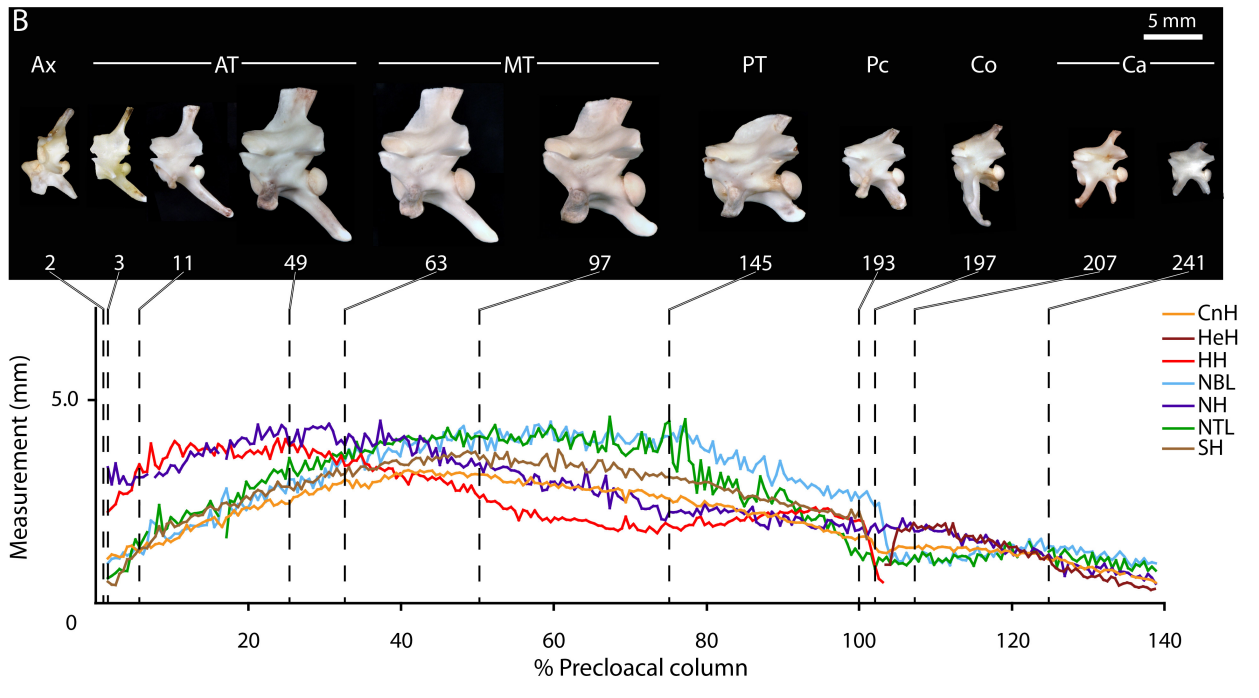 B
5 mm
Ax AT MT PT Pc Co Ca
2 3 11 49 63 97 145 193 197 207 241
CnH
HeH
HH
NBL
NH
NTL
SH
Measurement (mm)
5.0
0
20 40 60 80 100 120 140
% Precloacal column